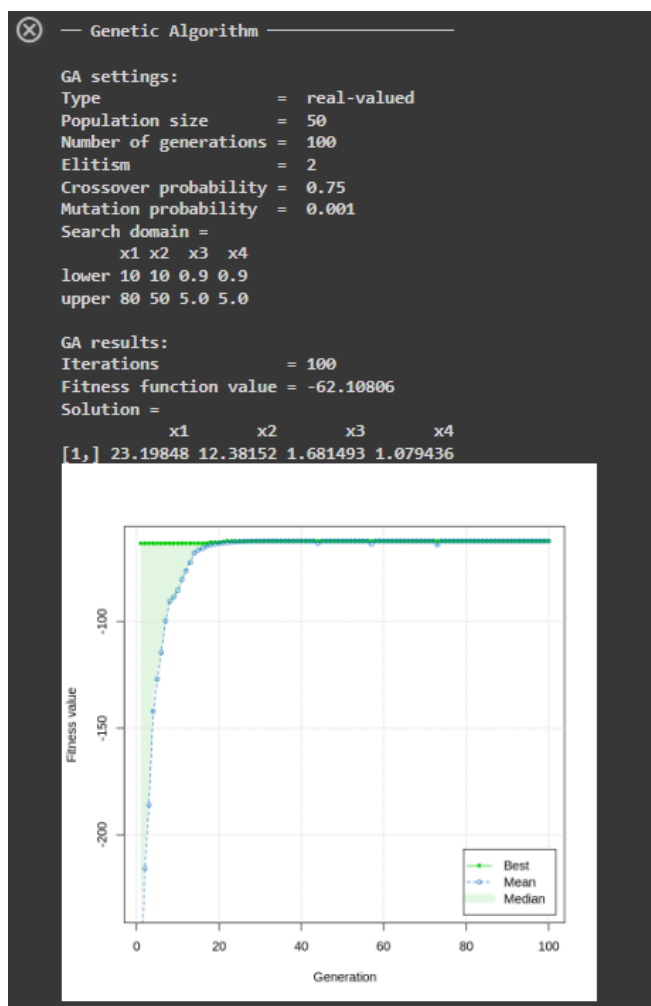 — Genetic Algorithm ———————————
GA settings:
Type = real-valued
Population size = 50
Number of generations = 100
Elitism = 2
Crossover probability = 0.75
Mutation probability = 0.001
Search domain =
x1 x2 x3 x4
lower 10 10 0.9 0.9
upper 80 50 5.0 5.0
GA results:
Iterations = 100
Fitness function value = -62.10806
Solution =
x1 x2 x3 x4
[1,] 23.19848 12.38152 1.681493 1.079436
-100
-150
-200
Fitness value
Best
Mean
Median
0 20 40 60 80 100
Generation